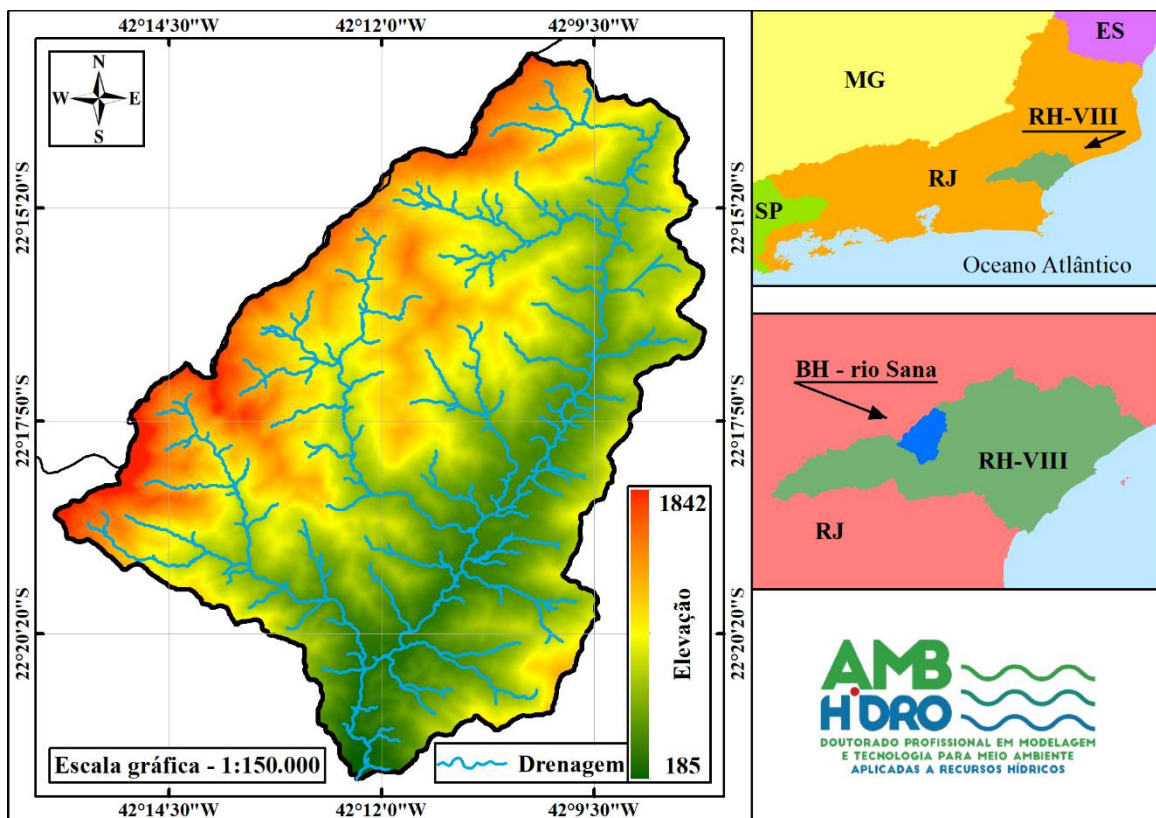 42°14'30"W
42°12'0"W
42°9'30"W
N
W
E
S
22°15'20"S
22°15'20"S
22°17'50"S
22°17'50"S
22°20'20"S
22°20'20"S
1842
Elevação
185
Escala gráfica - 1:150.000
Drenagem
42°14'30"W
42°12'0"W
42°9'30"W
ES
MG
RH-VIII
RJ
SP
Oceano Atlântico
BH - rio Sana
RH-VIII
RJ
AMB
HIDRO
DOUTORADO PROFISSIONAL EM MODELAGEM
E TECNOLOGIA PARA MEIO AMBIENTE
APLICADAS A RECURSOS HÍDRICOS